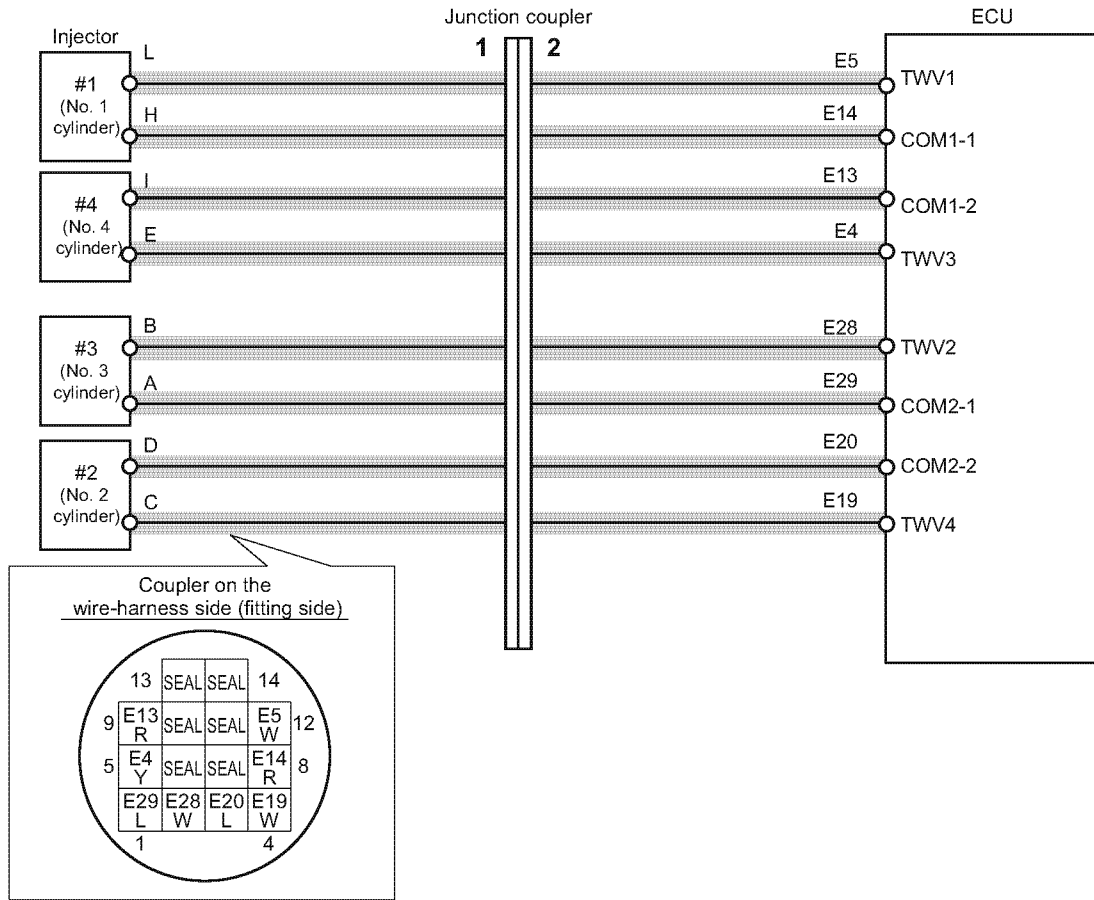 Junction coupler
ECU
Injector
1 2
L
E5
#1
(No. 1
cylinder)
TWV1
H
E14
COM1-1
I
E13
#4
(No. 4
cylinder)
COM1-2
E
E4
TWV3
B
E28
#3
(No. 3
cylinder)
TWV2
A
E29
COM2-1
D
E20
#2
(No. 2
cylinder)
COM2-2
C
E19
TWV4
Coupler on the
wire-harness side (fitting side)
13 SEAL SEAL 14
9 E13 R SEAL SEAL E5 W 12
5 E4 Y SEAL SEAL E14 R 8
E29 L E28 W E20 L E19 W
1 4